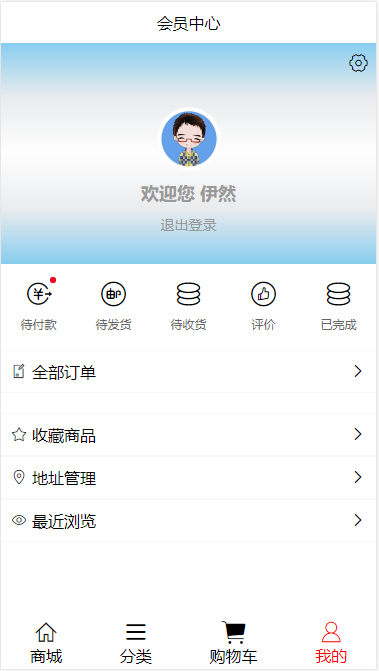 会员中心
欢迎您 伊然
退出登录
待付款 待发货 待收货 评价 已完成
全部订单
收藏商品
地址管理
最近浏览
商城 分类 购物车 我的